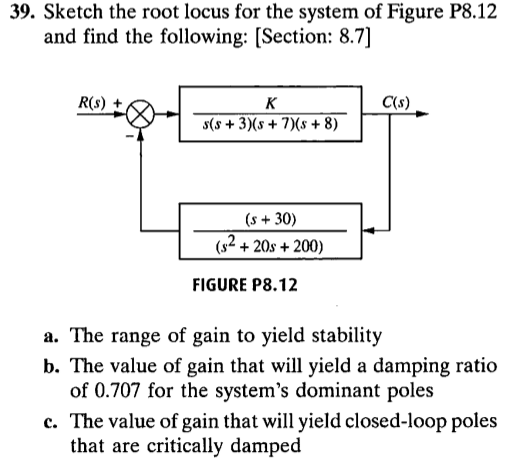 39. Sketch the root locus for the system of Figure P8.12
and find the following: [Section: 8.7]
R(s) +
K
C(s)
s(s + 3)(s + 7)(s + 8)
−
(s + 30)
(s² + 20s + 200)
FIGURE P8.12
a. The range of gain to yield stability
b. The value of gain that will yield a damping ratio
of 0.707 for the system's dominant poles
c. The value of gain that will yield closed-loop poles
that are critically damped